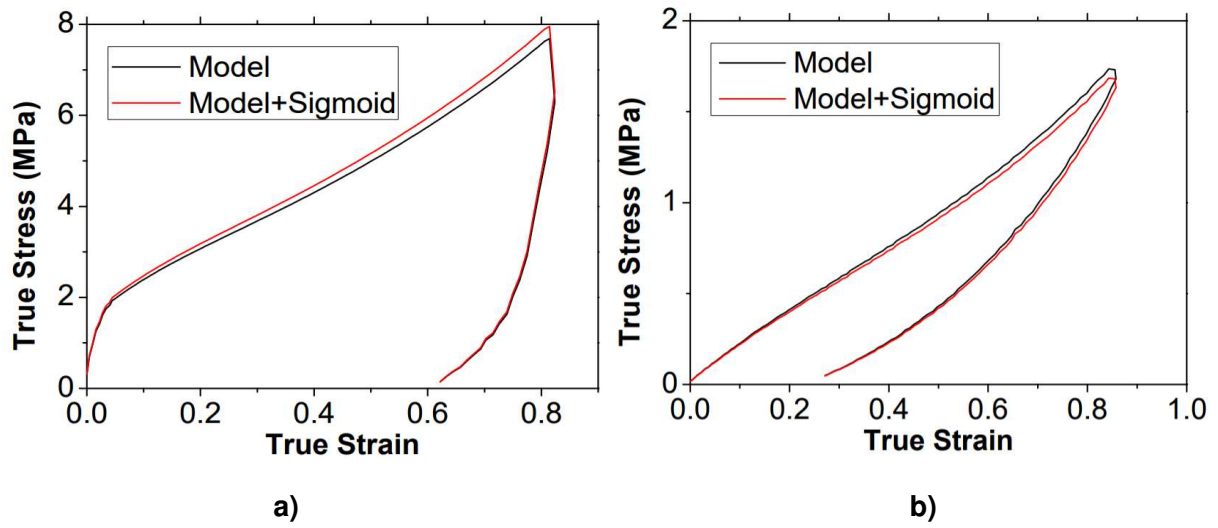 8
6
4
2
0
True Stress (MPa)
Model
Model+Sigmoid
0.0 0.2 0.4 0.6 0.8
True Strain
a)
2
1
0
True Stress (MPa)
Model
Model+Sigmoid
0.0 0.2 0.4 0.6 0.8 1.0
True Strain
b)